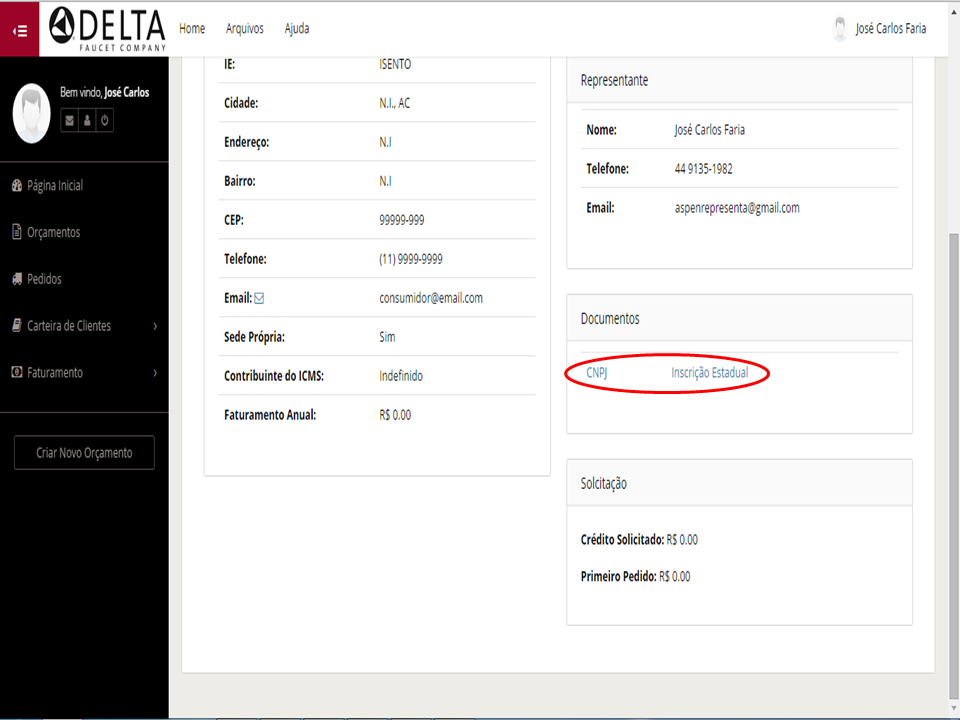 DELTA
FAUCET COMPANY
Home Arquivos Ajuda
José Carlos Faria
Bem vindo, José Carlos
Página Inicial
Orçamentos
Pedidos
Carteira de Clientes
Faturamento
Criar Novo Orçamento
IE: ISENTO
Cidade: N.I., AC
Endereço: N.I
Bairro: N.I
CEP: 99999-999
Telefone: (11) 9999-9999
Email: consumidor@email.com
Sede Própria: Sim
Contribuinte do ICMS: Indefinido
Faturamento Anual: R$ 0.00
Representante
Nome: José Carlos Faria
Telefone: 44 9135-1982
Email: aspenrepresenta@gmail.com
Documentos
CNPJ Inscrição Estadual
Solcitação
Crédito Solicitado: R$ 0.00
Primeiro Pedido: R$ 0.00